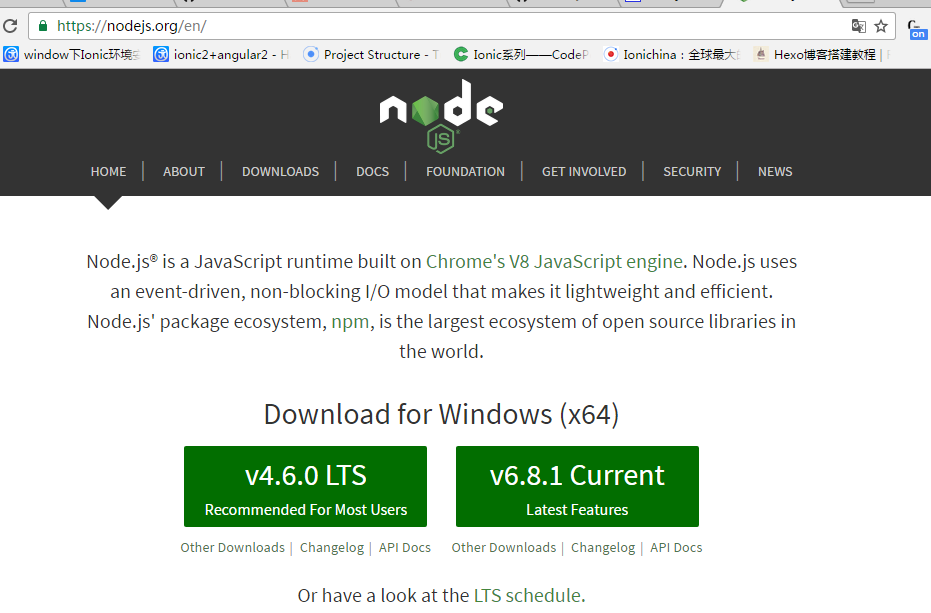 https://nodejs.org/en/
on
window下Ionic环境 ionic2+angular2 - H Project Structure - T Ionic系列——CodeP Ionichina：全球最大 Hexo博客搭建教程 |
node
JS
HOME ABOUT DOWNLOADS DOCS FOUNDATION GET INVOLVED SECURITY NEWS
Node.js® is a JavaScript runtime built on Chrome's V8 JavaScript engine. Node.js uses
an event-driven, non-blocking I/O model that makes it lightweight and efficient.
Node.js' package ecosystem, npm, is the largest ecosystem of open source libraries in
the world.
Download for Windows (x64)
v4.6.0 LTS v6.8.1 Current
Recommended For Most Users Latest Features
Other Downloads | Changelog | API Docs Other Downloads | Changelog | API Docs
Or have a look at the LTS schedule.